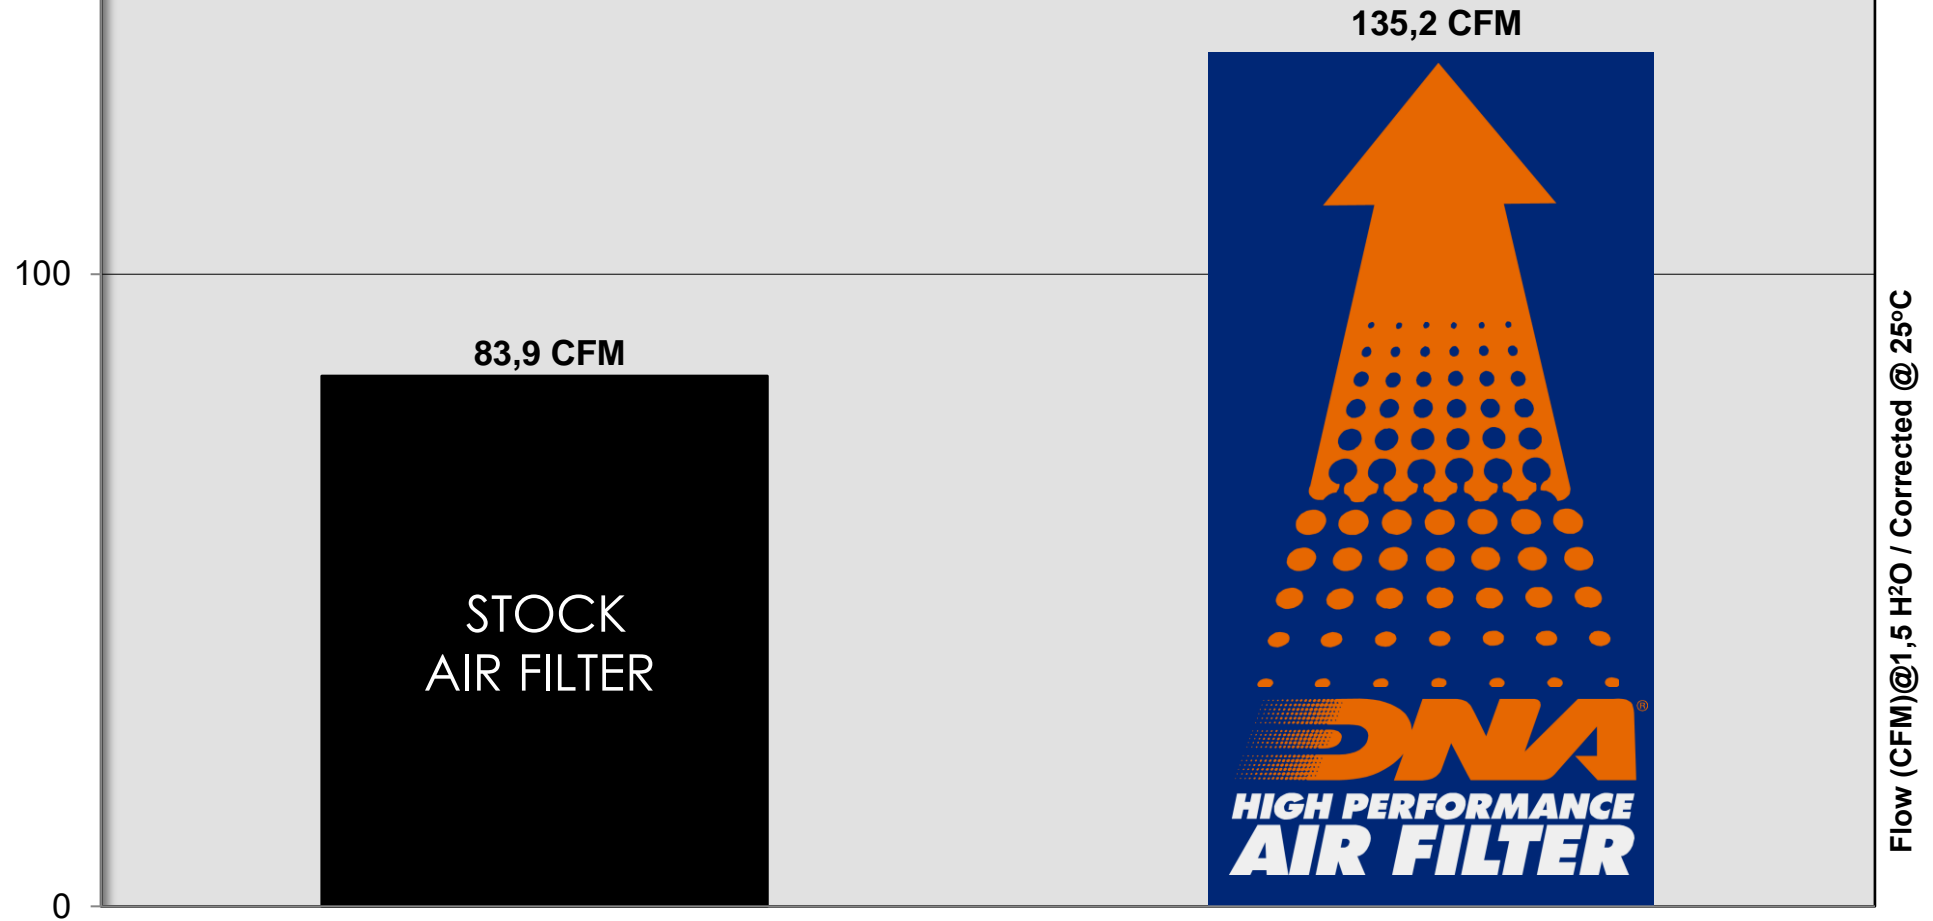 135,2 CFM
100
83,9 CFM
STOCK
AIR FILTER
DNA®
HIGH PERFORMANCE
AIR FILTER
0
Flow (CFM)@1,5 H²O / Corrected @ 25ºC